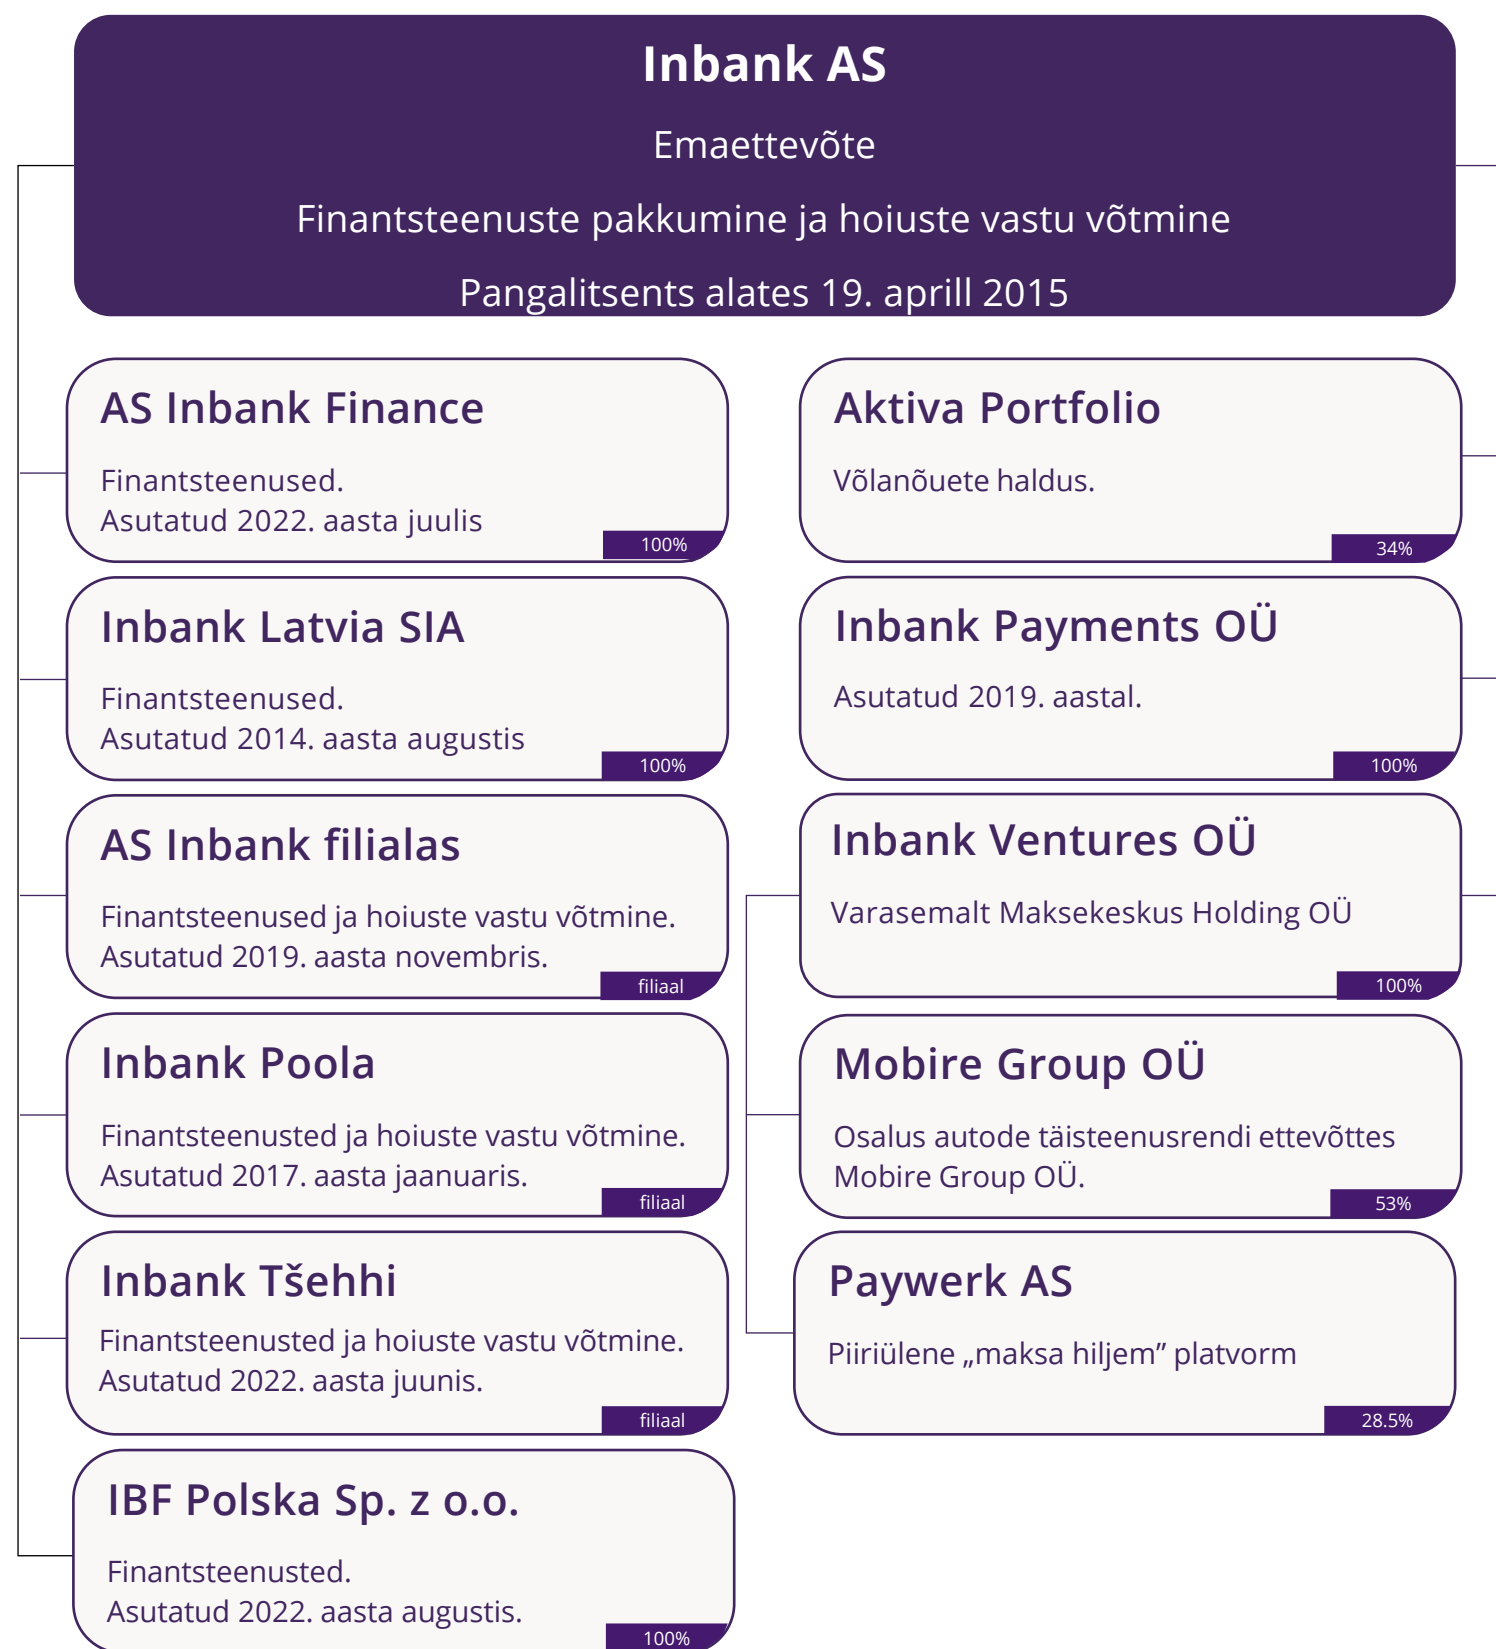 Inbank AS
Emaettevõte
Finantsteenuste pakkumine ja hoiuste vastu võtmine
Pangalitsents alates 19. aprill 2015
AS Inbank Finance
Finantsteenused.
Asutatud 2022. aasta juulis
100%
Inbank Latvia SIA
Finantsteenused.
Asutatud 2014. aasta augustis
100%
AS Inbank filialas
Finantsteenused ja hoiuste vastu võtmine.
Asutatud 2019. aasta novembris.
filiaal
Inbank Poola
Finantsteenusted ja hoiuste vastu võtmine.
Asutatud 2017. aasta jaanuaris.
filiaal
Inbank Tšehhi
Finantsteenusted ja hoiuste vastu võtmine.
Asutatud 2022. aasta juunis.
filiaal
IBF Polska Sp. z o.o.
Finantsteenusted.
Asutatud 2022. aasta augustis.
100%
Aktiva Portfolio
Võlanõuete haldus.
34%
Inbank Payments OÜ
Asutatud 2019. aastal.
100%
Inbank Ventures OÜ
Varasemalt Maksekeskus Holding OÜ
100%
Mobire Group OÜ
Osalus autode täisteenusrendi ettevõttes
Mobire Group OÜ.
53%
Paywerk AS
Piiriülene „maksa hiljem” platvorm
28.5%